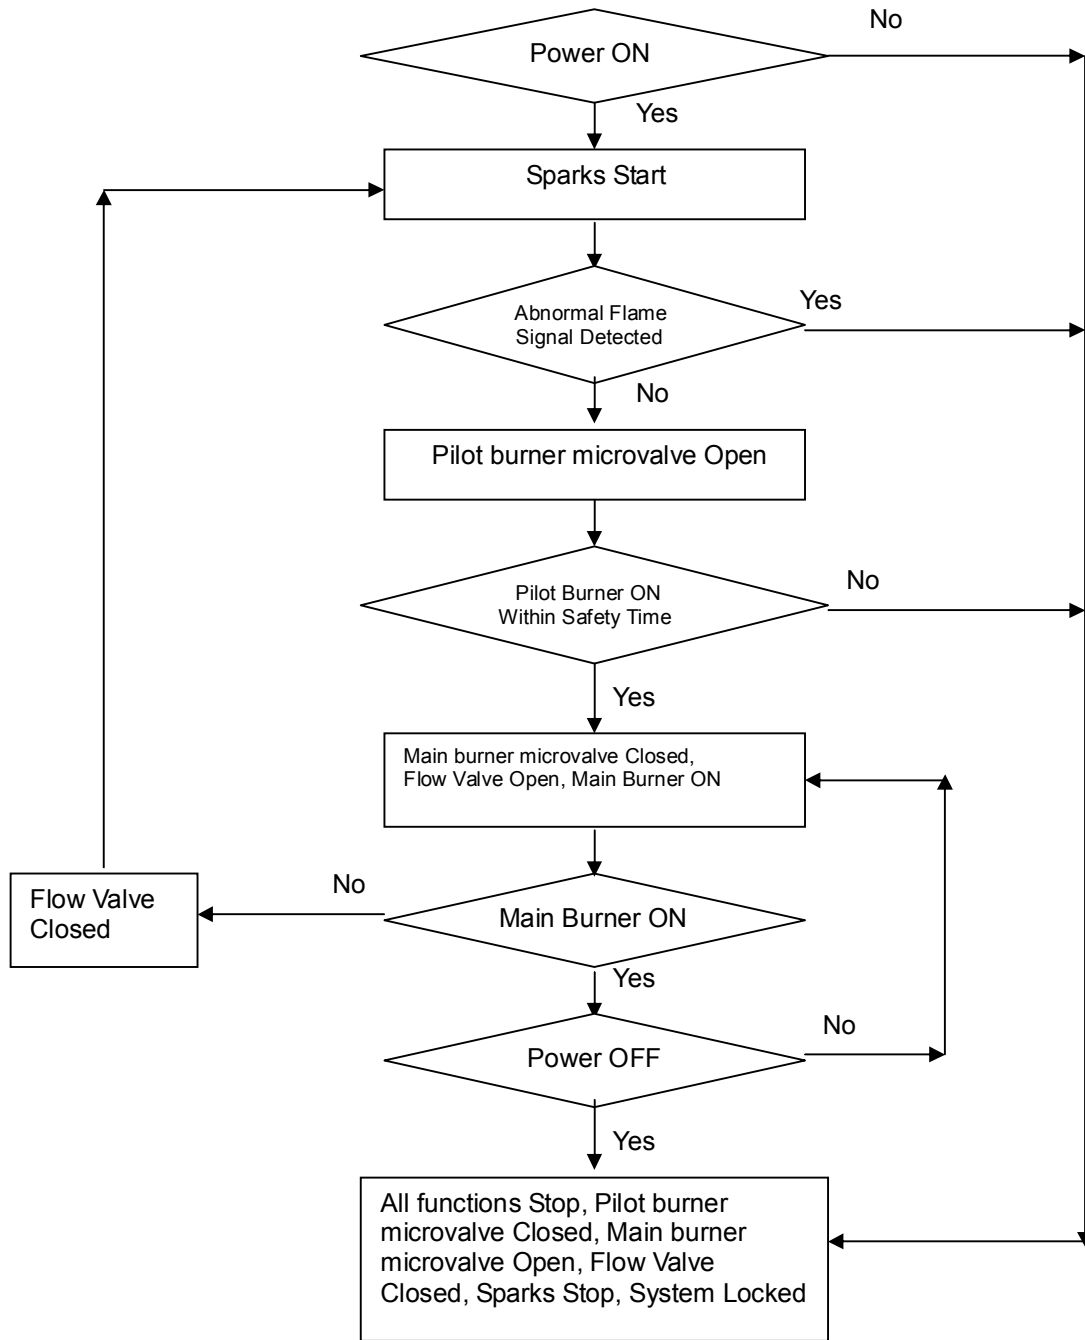 No
Power ON
Yes
Sparks Start
Yes
Abnormal Flame
Signal Detected
No
Pilot burner microvalve Open
No
Pilot Burner ON
Within Safety Time
Yes
Main burner microvalve Closed,
Flow Valve Open, Main Burner ON
No
Flow Valve
Closed
Main Burner ON
Yes
No
Power OFF
Yes
All functions Stop, Pilot burner
microvalve Closed, Main burner
microvalve Open, Flow Valve
Closed, Sparks Stop, System Locked